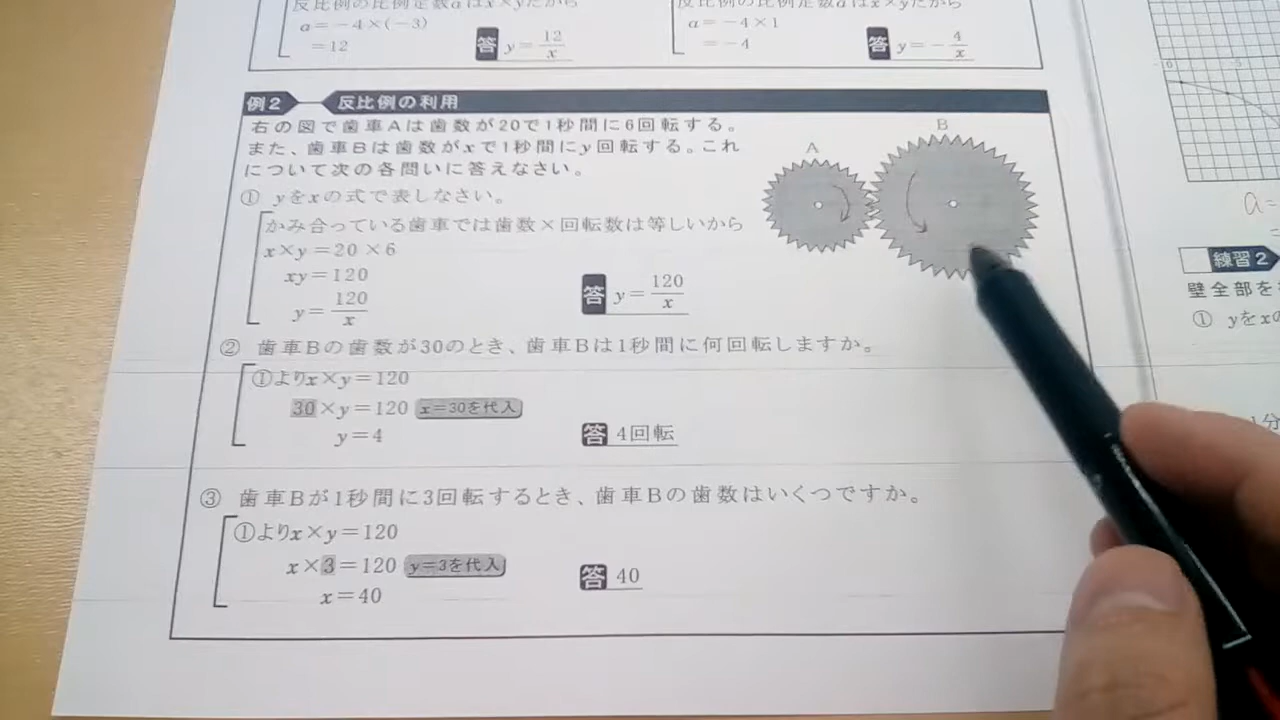 反比例の比例定数aはx×yだから
a=-4×(-3)
=12
答 y=12/x
反比例の比例定数aはx×yだから
a=-4×1
=-4
答 y=-4/x
例2 反比例の利用
右の図で歯車Aは歯数が20で1秒間に6回転する。
また、歯車Bは歯数がxで1秒間にy回転する。これ
について次の各問いに答えなさい。
A
B
① yをxの式で表しなさい。
かみ合っている歯車では歯数×回転数は等しいから
x×y=20×6
xy=120
y=120/x
答 y=120/x
② 歯車Bの歯数が30のとき、歯車Bは1秒間に何回転しますか。
①よりx×y=120
30×y=120 x=30を代入
y=4
答 4回転
③ 歯車Bが1秒間に3回転するとき、歯車Bの歯数はいくつですか。
①よりx×y=120
x×3=120 y=3を代入
x=40
答 40
a=
練習2
壁全部を
① yをxの
1分